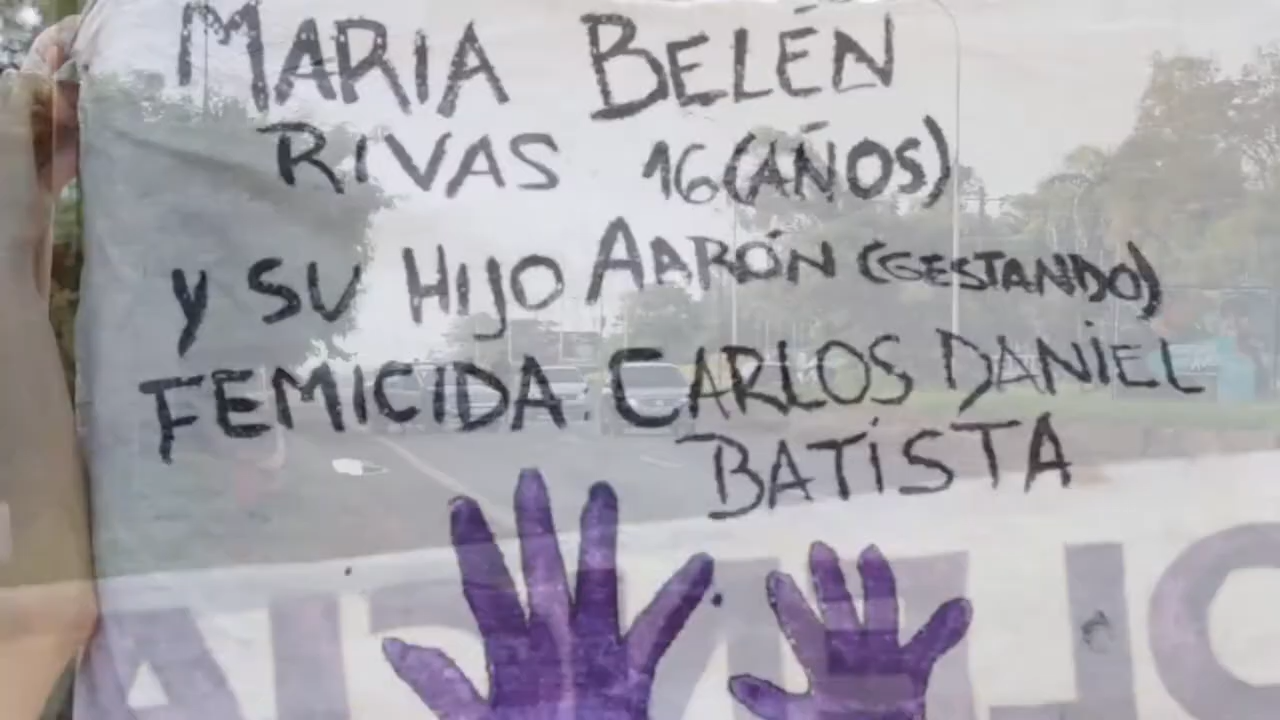 MARIA BELÉN
RIVAS 16 (AÑOS)
y SU HIJO AARÓN (GESTANDO)
FEMICIDA CARLOS DANIEL
BATISTA